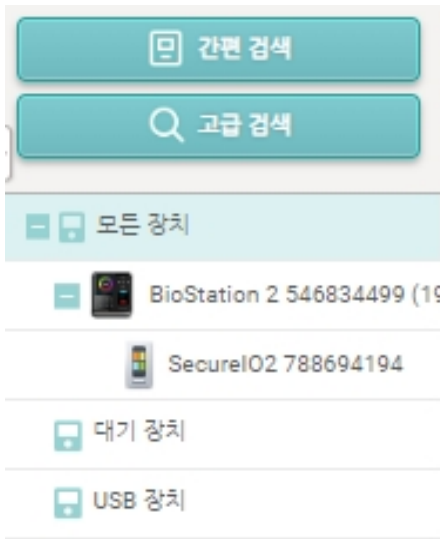 간편 검색
고급 검색
모든 장치
BioStation 2 546834499 (19
SecureIO2 788694194
대기 장치
USB 장치